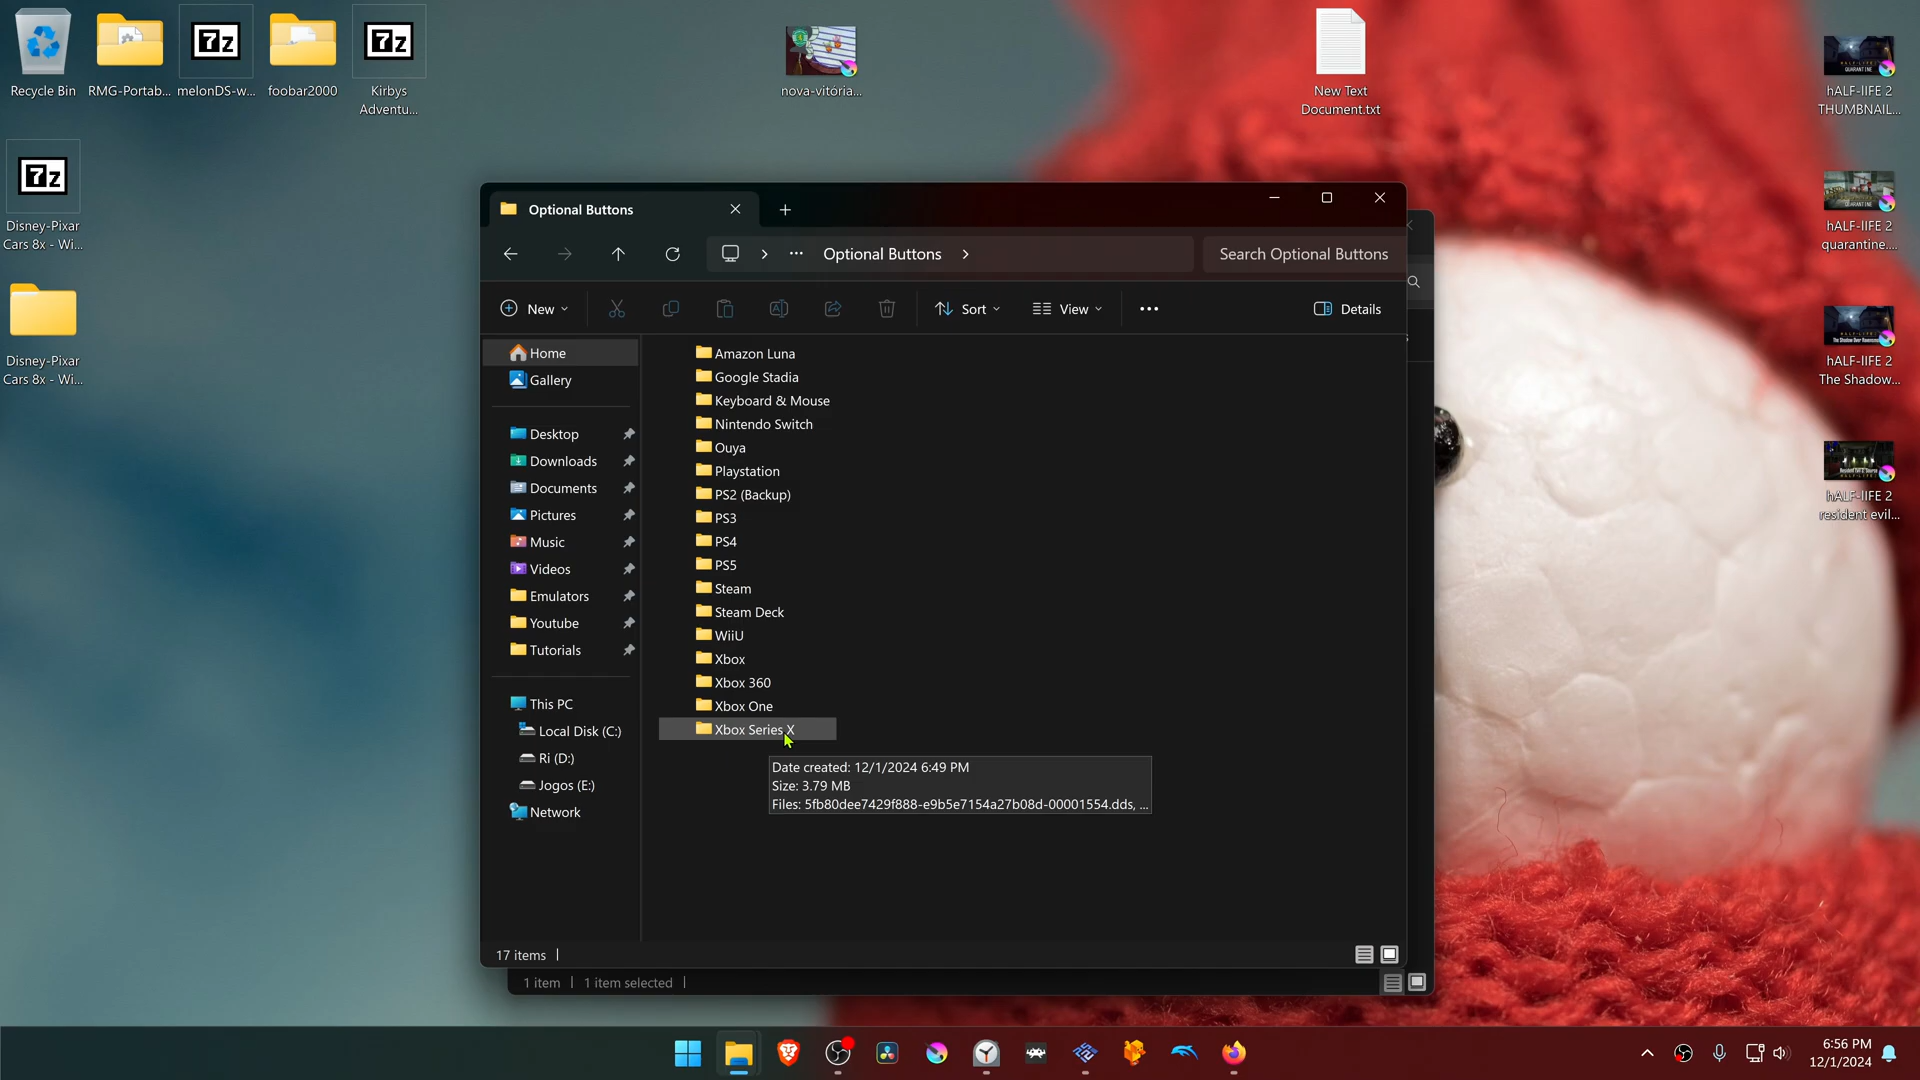 Recycle Bin
RMG-Portab...
melonDS-w...
foobar2000
Kirbys
Adventu...
nova-vitória...
New Text
Document.txt
hALF-lIFE 2
THUMBNAIL...
Disney-Pixar
Cars 8x - Wi...
hALF-lIFE 2
quarantine....
Disney-Pixar
Cars 8x - Wi...
hALF-lIFE 2
The Shadow...
hALF-lIFE 2
resident evil...
Optional Buttons
Optional Buttons
Search Optional Buttons
New
Sort
View
Details
Home
Gallery
Desktop
Downloads
Documents
Pictures
Music
Videos
Emulators
Youtube
Tutorials
This PC
Local Disk (C:)
Ri (D:)
Jogos (E:)
Network
Amazon Luna
Google Stadia
Keyboard & Mouse
Nintendo Switch
Ouya
Playstation
PS2 (Backup)
PS3
PS4
PS5
Steam
Steam Deck
WiiU
Xbox
Xbox 360
Xbox One
Xbox Series X
Date created: 12/1/2024 6:49 PM
Size: 3.79 MB
Files: 5fb80dee7429f888-e9b5e7154a27b08d-00001554.dds, ...
17 items
1 item
1 item selected
6:56 PM
12/1/2024